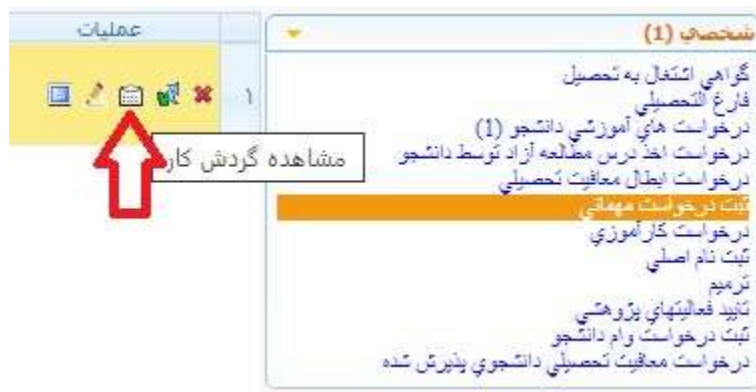 شخصي (1)
گواهي اشتغال به تحصيل
فارغ التحصيلي
درخواست هاي آموزشي دانشجو (1)
درخواست اخذ درس مطالعه آزاد توسط دانشجو
درخواست ابطال معافيت تحصيلي
ثبت درخواست مهماني
درخواست كارآموزي
ثبت نام اصلي
ترميم
تاييد فعاليتهاي پژوهشي
ثبت درخواست وام دانشجو
درخواست معافيت تحصيلي دانشجوي پذيرش شده
عملیات
۱
مشاهده گردش کار